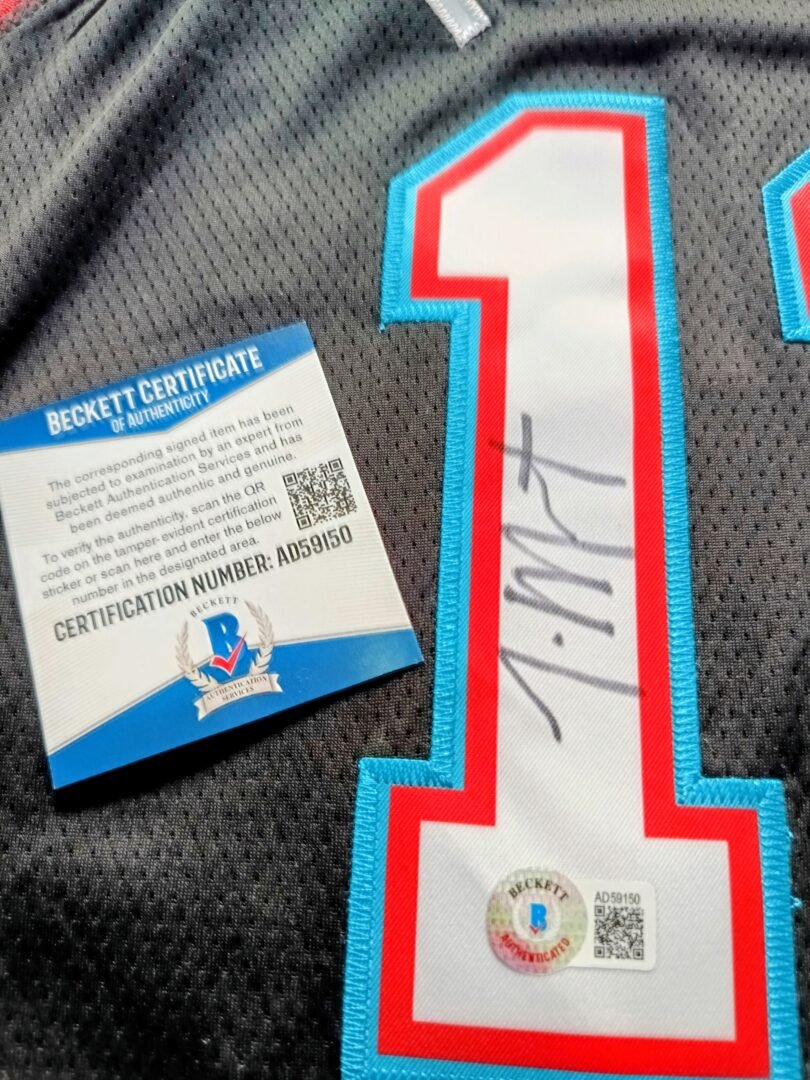 BECKETT CERTIFICATE
OF AUTHENTICITY
The corresponding signed item has been
subjected to examination by an expert from
Beckett Authentication Services and has
been deemed authentic and genuine.
To verify the authenticity, scan the QR
code on the tamper-evident certification
sticker or scan here and enter the below
number in the designated area.
CERTIFICATION NUMBER: AD59150
BECKETT
B
AUTHENTICATION
SERVICES
1
BECKETT
B
AUTHENTICATED
AD59150